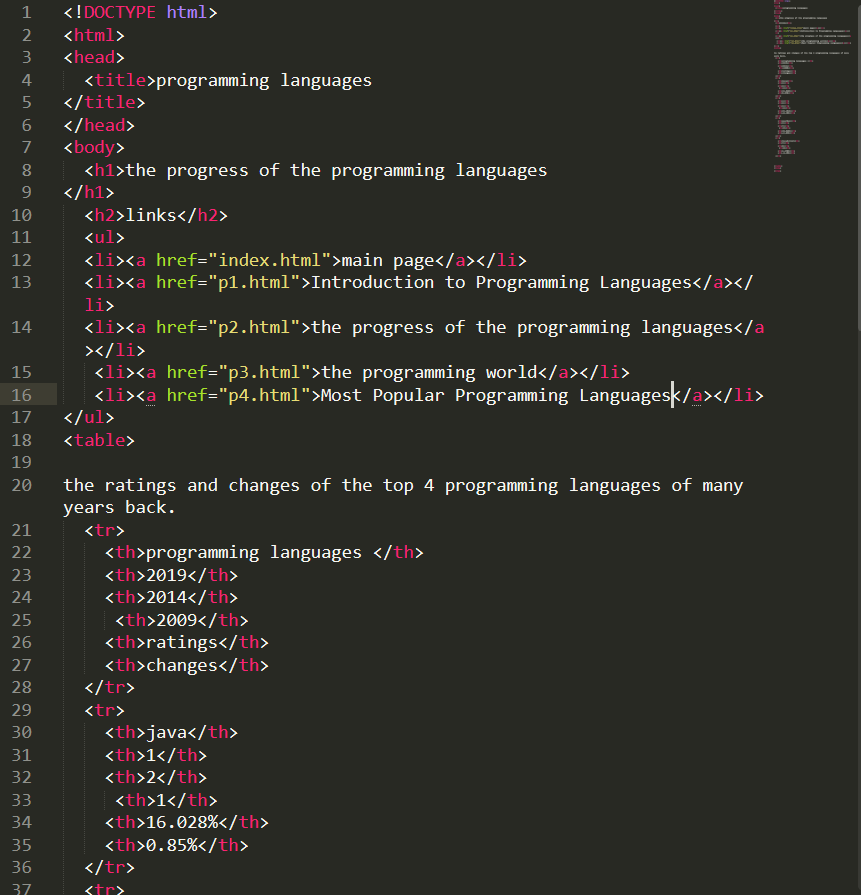 1 <!DOCTYPE html>
2 <html>
3 <head>
4 <title>programming languages
5 </title>
6 </head>
7 <body>
8 <h1>the progress of the programming languages
9 </h1>
10 <h2>links</h2>
11 <ul>
12 <li><a href="index.html">main page</a></li>
13 <li><a href="p1.html">Introduction to Programming Languages</a></
li>
14 <li><a href="p2.html">the progress of the programming languages</a
></li>
15 <li><a href="p3.html">the programming world</a></li>
16 <li><a href="p4.html">Most Popular Programming Languages</a></li>
17 </ul>
18 <table>
19
20 the ratings and changes of the top 4 programming languages of many
years back.
21 <tr>
22 <th>programming languages </th>
23 <th>2019</th>
24 <th>2014</th>
25 <th>2009</th>
26 <th>ratings</th>
27 <th>changes</th>
28 </tr>
29 <tr>
30 <th>java</th>
31 <th>1</th>
32 <th>2</th>
33 <th>1</th>
34 <th>16.028%</th>
35 <th>0.85%</th>
36 </tr>
37 <tr>